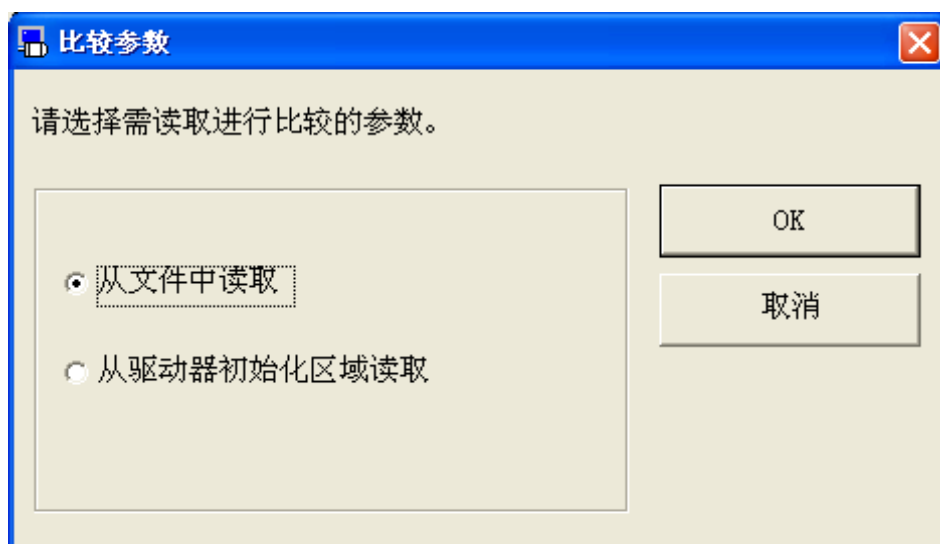 比较参数
请选择需读取进行比较的参数。
从文件中读取
从驱动器初始化区域读取
OK
取消